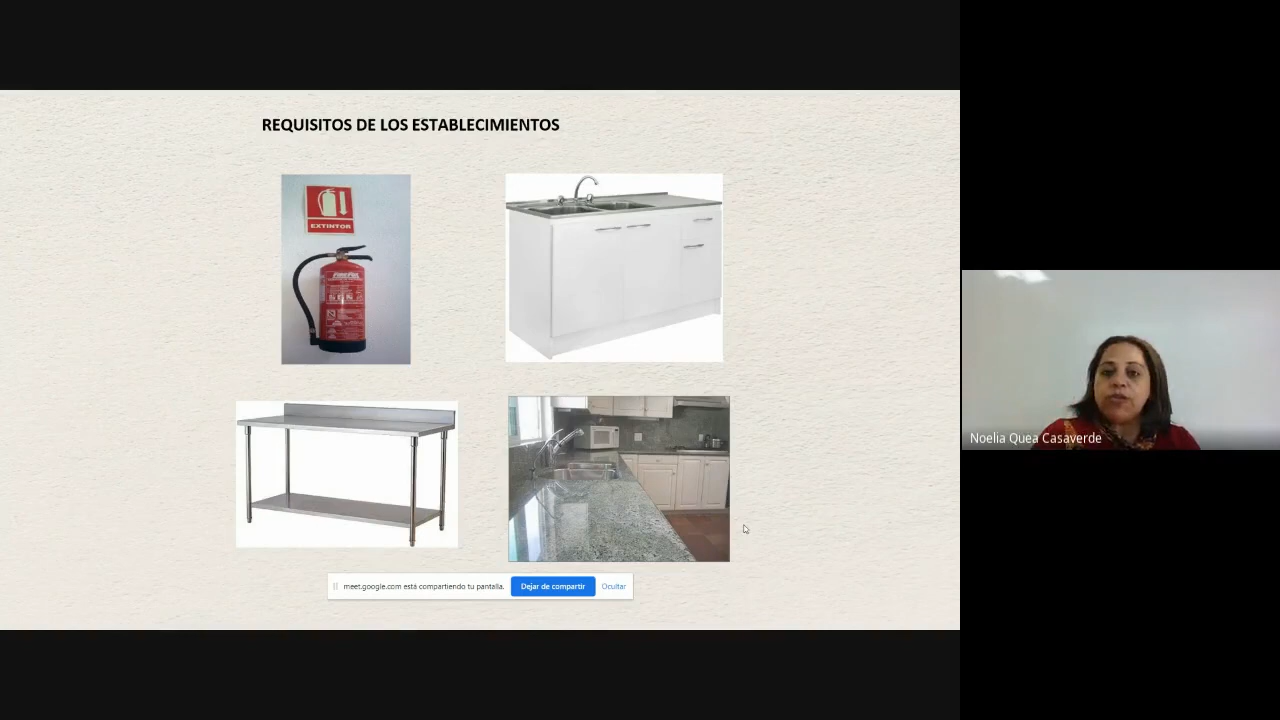 REQUISITOS DE LOS ESTABLECIMIENTOS
EXTINTOR
meet.google.com está compartiendo tu pantalla.
Dejar de compartir
Ocultar
Noelia Quea Casaverde